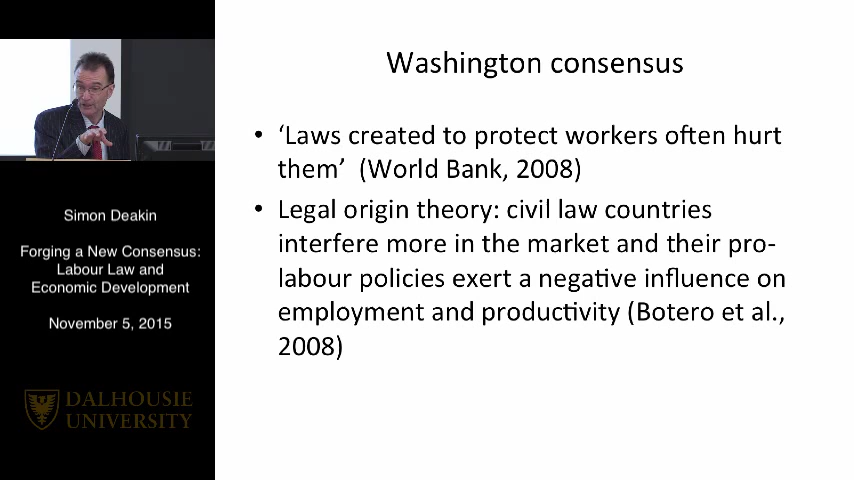 Washington consensus
• ‘Laws created to protect workers often hurt
them’ (World Bank, 2008)
• Legal origin theory: civil law countries
interfere more in the market and their pro-
labour policies exert a negative influence on
employment and productivity (Botero et al.,
2008)
Simon Deakin
Forging a New Consensus:
Labour Law and
Economic Development
November 5, 2015
DALHOUSIE
UNIVERSITY